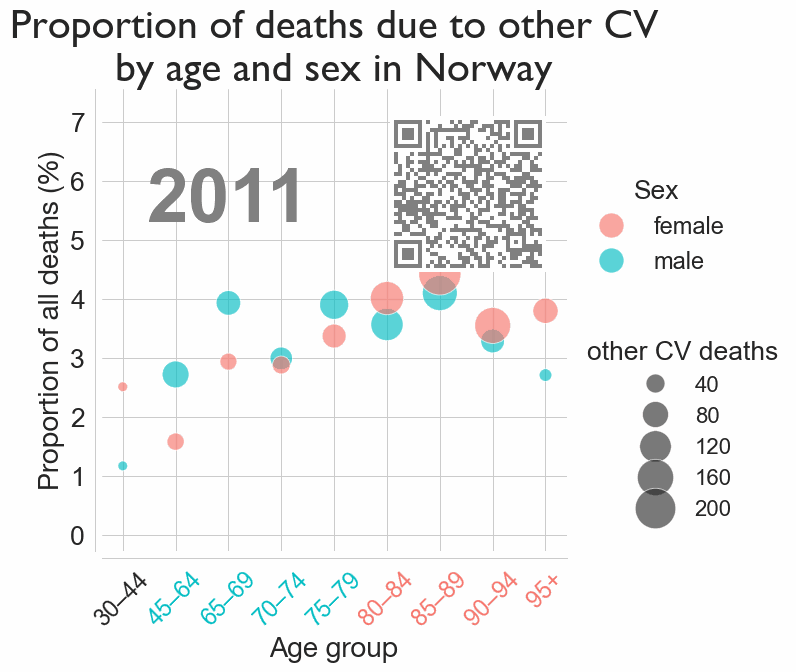 Proportion of deaths due to other CV
by age and sex in Norway
7
6
5
4
3
2
1
0
Proportion of all deaths (%)
2011
30–44
45–64
65–69
70–74
75–79
80–84
85–89
90–94
95+
Age group
Sex
female
male
other CV deaths
40
80
120
160
200